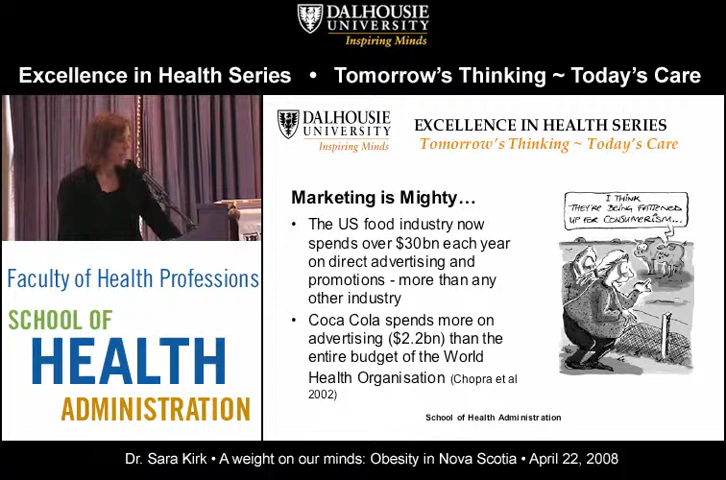 DALHOUSIE
UNIVERSITY
Inspiring Minds
Excellence in Health Series • Tomorrow's Thinking ~ Today's Care
DALHOUSIE
UNIVERSITY
Inspiring Minds
EXCELLENCE IN HEALTH SERIES
Tomorrow's Thinking ~ Today's Care
Marketing is Mighty…
• The US food industry now
spends over $30bn each year
on direct advertising and
promotions - more than any
other industry
• Coca Cola spends more on
advertising ($2.2bn) than the
entire budget of the World
Health Organisation (Chopra et al
2002)
I THINK
THEY'RE BEING FATTENED
UP FOR CONSUMERISM...
School of Health Administration
Faculty of Health Professions
SCHOOL OF
HEALTH
ADMINISTRATION
Dr. Sara Kirk • A weight on our minds: Obesity in Nova Scotia • April 22, 2008